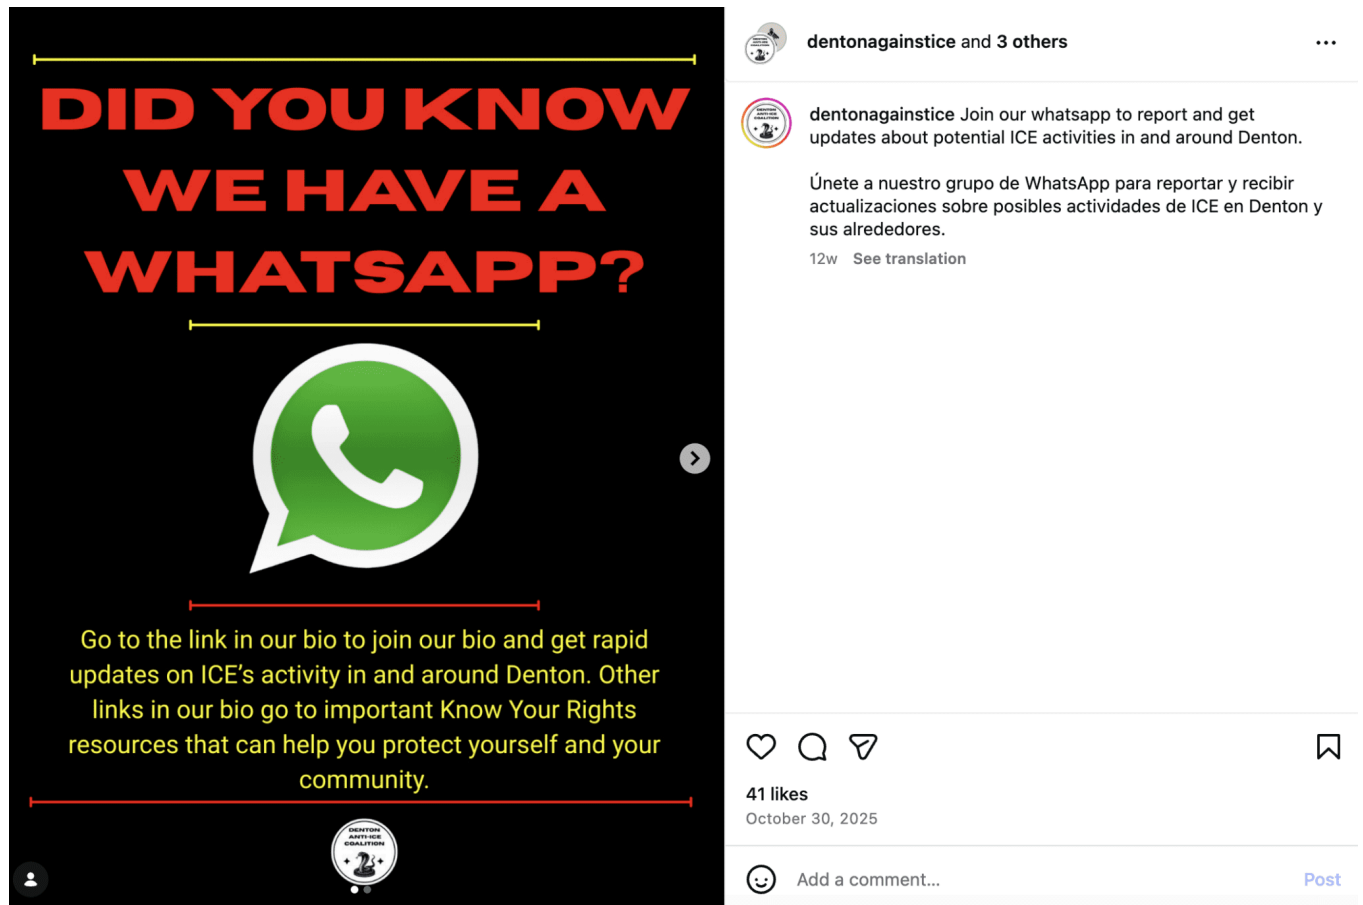 DID YOU KNOW
WE HAVE A
WHATSAPP?
Go to the link in our bio to join our bio and get rapid
updates on ICE’s activity in and around Denton. Other
links in our bio go to important Know Your Rights
resources that can help you protect yourself and your
community.
DENTON
ANTI-ICE
COALITION
dentonagainstice and 3 others
DENTON
ANTI-ICE
COALITION
dentonagainstice Join our whatsapp to report and get
updates about potential ICE activities in and around Denton.
Únete a nuestro grupo de WhatsApp para reportar y recibir
actualizaciones sobre posibles actividades de ICE en Denton y
sus alrededores.
12w See translation
41 likes
October 30, 2025
Add a comment...
Post